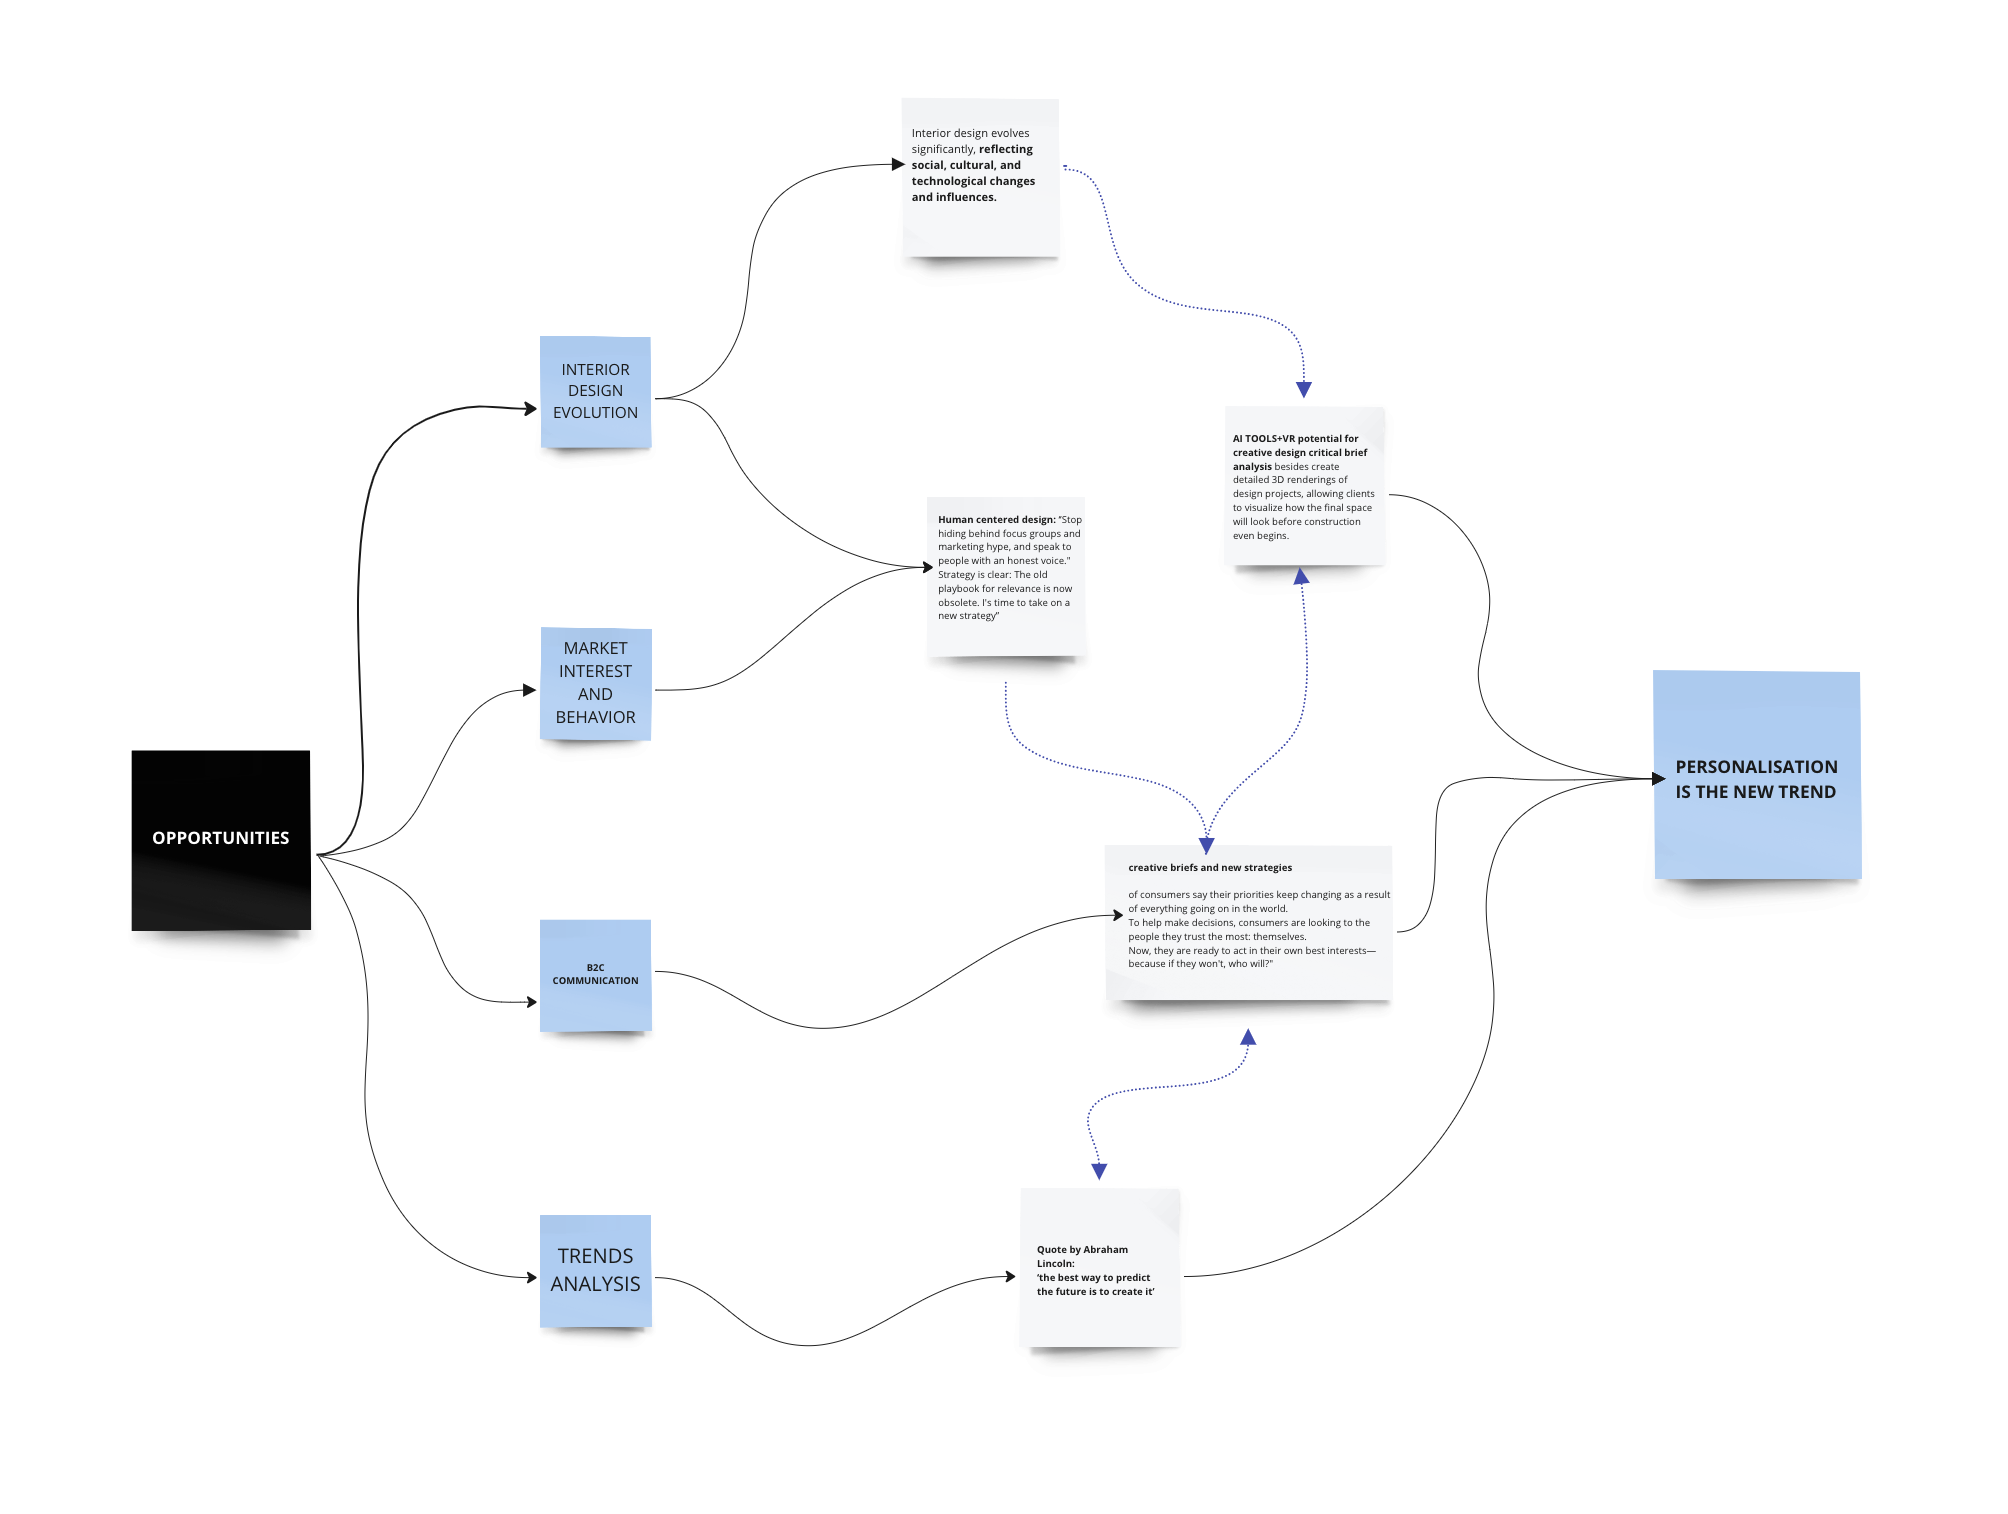 Interior design evolves
significantly, reflecting
social, cultural, and
technological changes
and influences.
INTERIOR
DESIGN
EVOLUTION
AI TOOLS+VR potential for
creative design critical brief
analysis besides create
detailed 3D renderings of
design projects, allowing clients
to visualize how the final space
will look before construction
even begins.
Human centered design: "Stop
hiding behind focus groups and
marketing hype, and speak to
people with an honest voice."
Strategy is clear: The old
playbook for relevance is now
obsolete. I's time to take on a
new strategy”
MARKET
INTEREST
AND
BEHAVIOR
PERSONALISATION
IS THE NEW TREND
OPPORTUNITIES
creative briefs and new strategies
of consumers say their priorities keep changing as a result
of everything going on in the world.
To help make decisions, consumers are looking to the
people they trust the most: themselves.
Now, they are ready to act in their own best interests—
because if they won't, who will?"
B2C
COMMUNICATION
TRENDS
ANALYSIS
Quote by Abraham
Lincoln:
‘the best way to predict
the future is to create it’